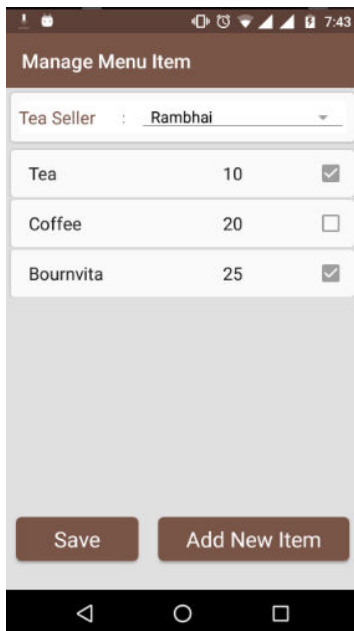 7:43
Manage Menu Item
Tea Seller : Rambhai
Tea 10
Coffee 20
Bournvita 25
Save Add New Item